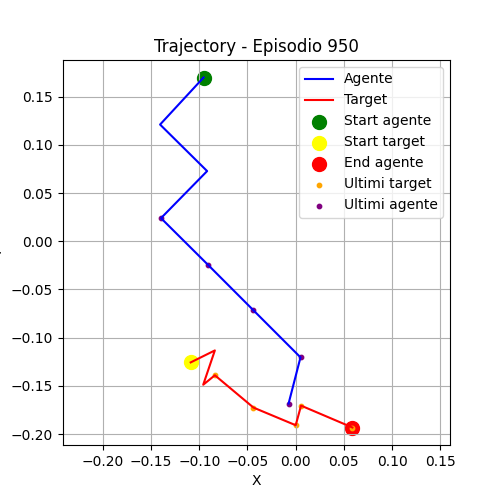 Trajectory - Episodio 950
Agente
Target
Start agente
Start target
End agente
Ultimi target
Ultimi agente
0.15
0.10
0.05
0.00
−0.05
−0.10
−0.15
−0.20
−0.20 −0.15 −0.10 −0.05 0.00 0.05 0.10 0.15
X